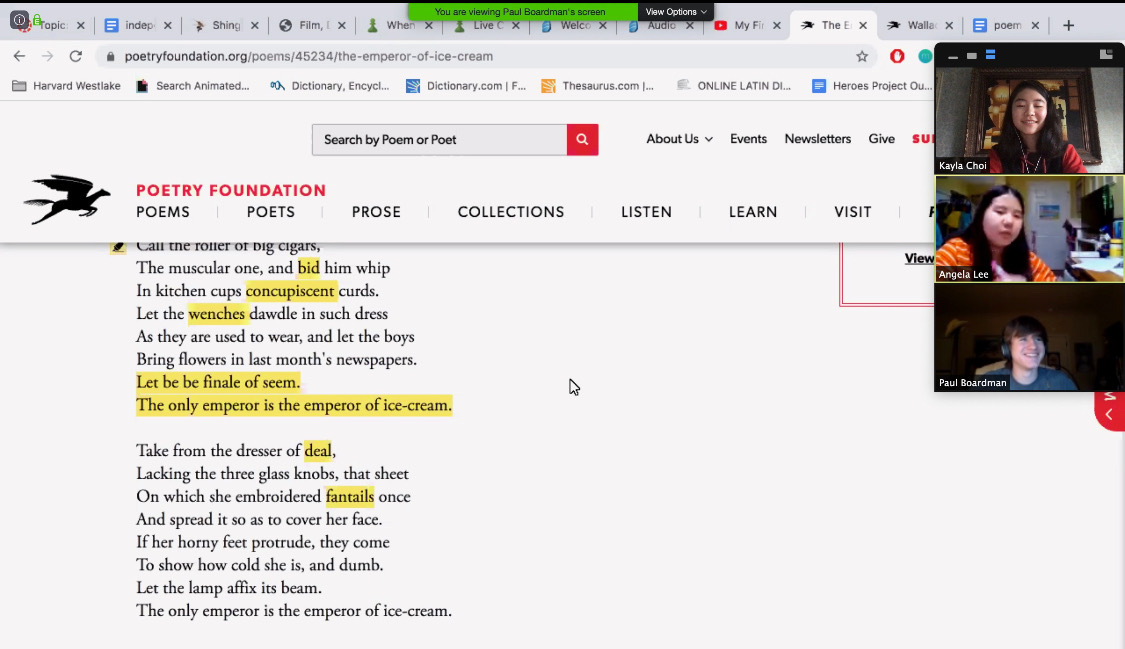 You are viewing Paul Boardman's screen
View Options
Topic:
indep
Shing
Film,
When
Live C
Welco
Audio
My Fi
The E
Walla
poem
poetryfoundation.org/poems/45234/the-emperor-of-ice-cream
Harvard Westlake
Search Animated...
Dictionary, Encycl...
Dictionary.com | F...
Thesaurus.com |...
ONLINE LATIN DI...
Heroes Project Ou...
Search by Poem or Poet
About Us
Events
Newsletters
Give
POETRY FOUNDATION
POEMS
POETS
PROSE
COLLECTIONS
LISTEN
LEARN
VISIT
Call the roller of big cigars,
The muscular one, and bid him whip
In kitchen cups concupiscent curds.
Let the wenches dawdle in such dress
As they are used to wear, and let the boys
Bring flowers in last month's newspapers.
Let be be finale of seem.
The only emperor is the emperor of ice-cream.
Take from the dresser of deal,
Lacking the three glass knobs, that sheet
On which she embroidered fantails once
And spread it so as to cover her face.
If her horny feet protrude, they come
To show how cold she is, and dumb.
Let the lamp affix its beam.
The only emperor is the emperor of ice-cream.
View
Kayla Choi
Angela Lee
Paul Boardman